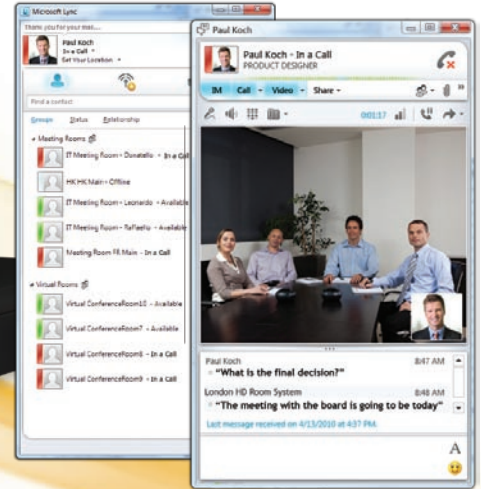 Microsoft Lync
Thank you for your mail....
Paul Koch
In a Call
Set Your Location
Find a contact
Groups Status Relationship
Meeting Rooms
IT Meeting Room - Donatello - In a Call
HK HK Main - Offline
IT Meeting Room - Leonardo - Available
IT Meeting Room - Raffaello - Available
Meeting Room FR Main - In a Call
Virtual Rooms
Virtual ConferenceRoom10 - Available
Virtual ConferenceRoom7 - Available
Virtual ConferenceRoom8 - In a Call
Virtual ConferenceRoom9 - In a Call
Paul Koch
Paul Koch - In a Call
PRODUCT DESIGNER
IM Call Video Share
00:01:17
Paul Koch 8:47 AM
"What is the final decision?"
London HD Room System 8:48 AM
"The meeting with the board is going to be today"
Last message received on 4/13/2010 at 4:37 PM.
A